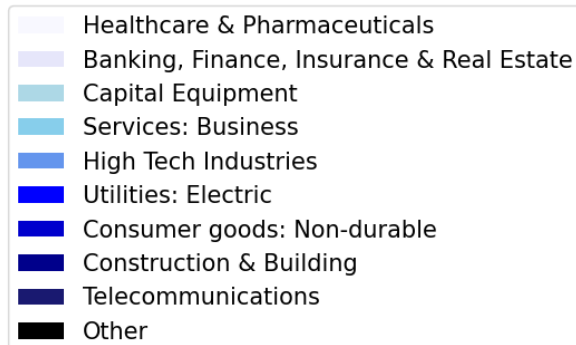 Healthcare & Pharmaceuticals
Banking, Finance, Insurance & Real Estate
Capital Equipment
Services: Business
High Tech Industries
Utilities: Electric
Consumer goods: Non-durable
Construction & Building
Telecommunications
Other